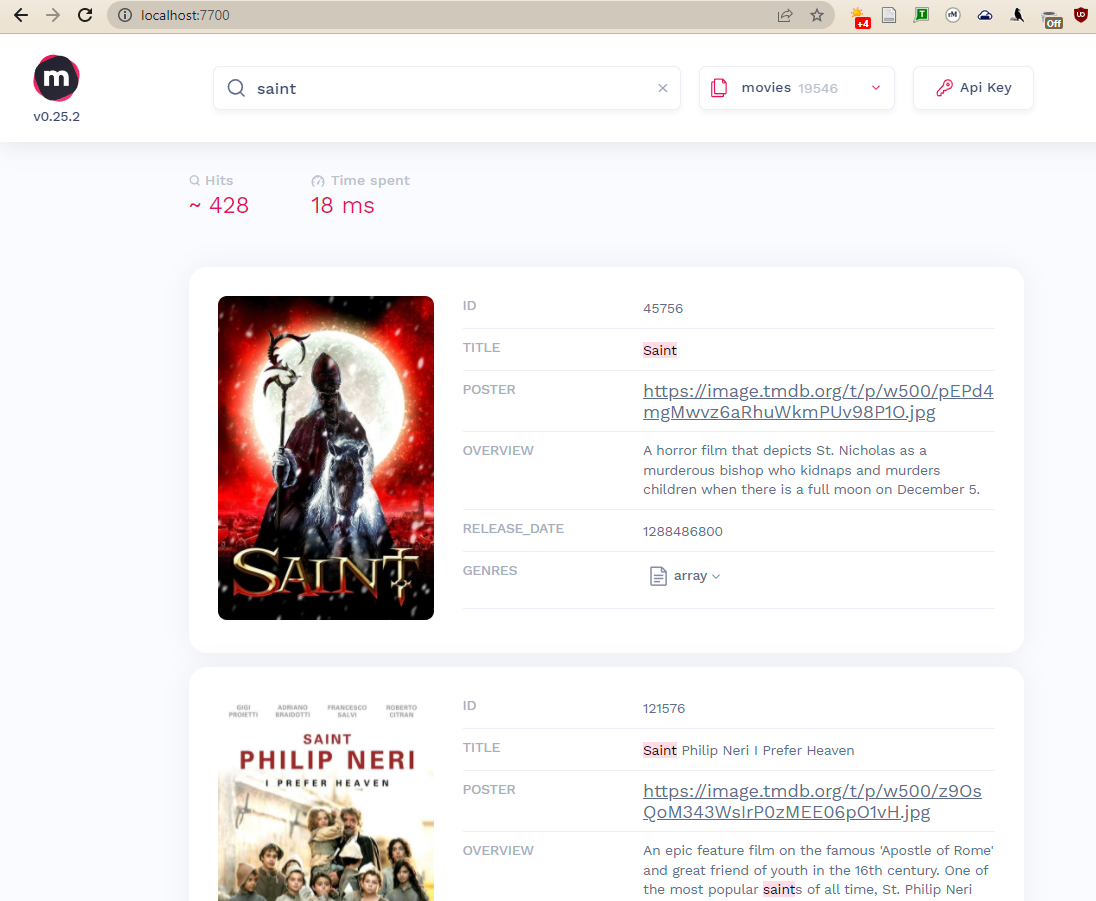 localhost:7700
+4
T
rM
Off
m
saint
movies 19546
Api Key
v0.25.2
Hits
Time spent
~ 428
18 ms
ID
45756
TITLE
Saint
POSTER
https://image.tmdb.org/t/p/w500/pEPd4
mgMwvz6aRhuWkmPUv98P1O.jpg
OVERVIEW
A horror film that depicts St. Nicholas as a
murderous bishop who kidnaps and murders
children when there is a full moon on December 5.
RELEASE_DATE
1288486800
GENRES
array
SAINT
ID
121576
TITLE
Saint Philip Neri I Prefer Heaven
POSTER
https://image.tmdb.org/t/p/w500/z9Os
QoM343WsIrP0zMEE06pO1vH.jpg
OVERVIEW
An epic feature film on the famous 'Apostle of Rome'
and great friend of youth in the 16th century. One of
the most popular saints of all time, St. Philip Neri
GIGI ADRIANO FRANCESCO ROBERTO
PROIETTI BRAIDOTTI SALVI CITRAN
SAINT
PHILIP NERI
I PREFER HEAVEN